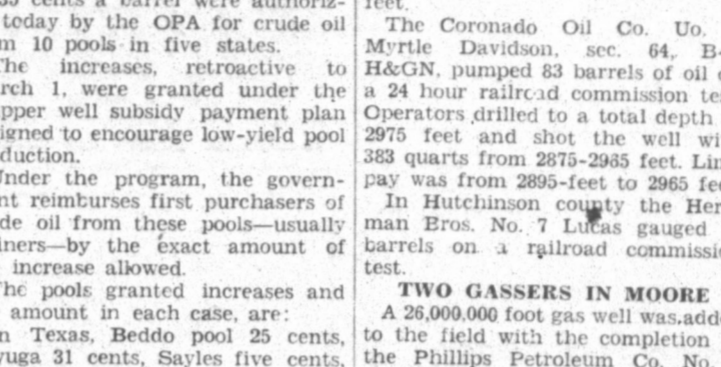 cents a barrel were authoriz-
today by the OPA for crude oil
m 10 pools in five states.
he increases, retroactive to
rch 1, were granted under the
pper well subsidy payment plan
igned to encourage low-yield pool
duction.
nder the program, the govern-
nt reimburses first purchasers of
de oil from these pools—usually
iners—by the exact amount of
increase allowed.
he pools granted increases and
amount in each case, are:
n Texas, Beddo pool 25 cents,
yuga 31 cents, Sayles five cents,
feet.
The Coronado Oil Co. Uo.
Myrtle Davidson, sec. 64, B-
H&GN, pumped 83 barrels of oil
a 24 hour railroad commission te
Operators drilled to a total depth
2975 feet and shot the well wi
383 quarts from 2875-2985 feet. Lim
pay was from 2895-feet to 2965 fee
In Hutchinson county the Her
man Bros. No. 7 Lucas gauged
barrels on a railroad commissi
test.
TWO GASSERS IN MOORE
A 26,000,000 foot gas well was adde
to the field with the completion
the Phillips Petroleum Co. No.